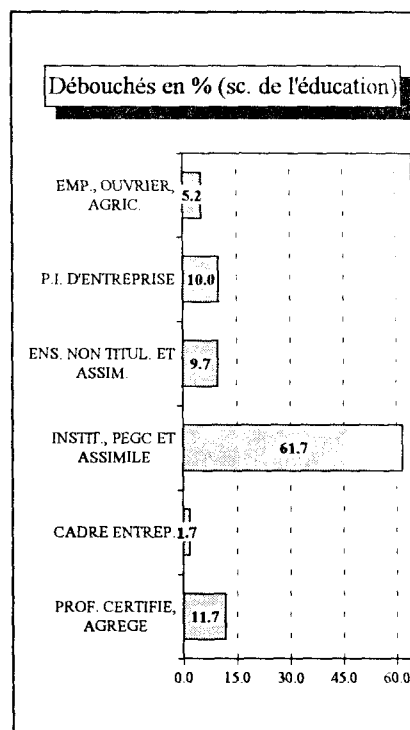 Débouchés en % (sc. de l'éducation)
EMP., OUVRIER,
AGRIC.
5.2
P.I. D'ENTREPRISE
10.0
ENS. NON TITUL. ET
ASSIM.
9.7
INSTIT., PEGC ET
ASSIMILE
61.7
CADRE ENTREP.
1.7
PROF. CERTIFIE,
AGREGE
11.7
0.0 15.0 30.0 45.0 60.0